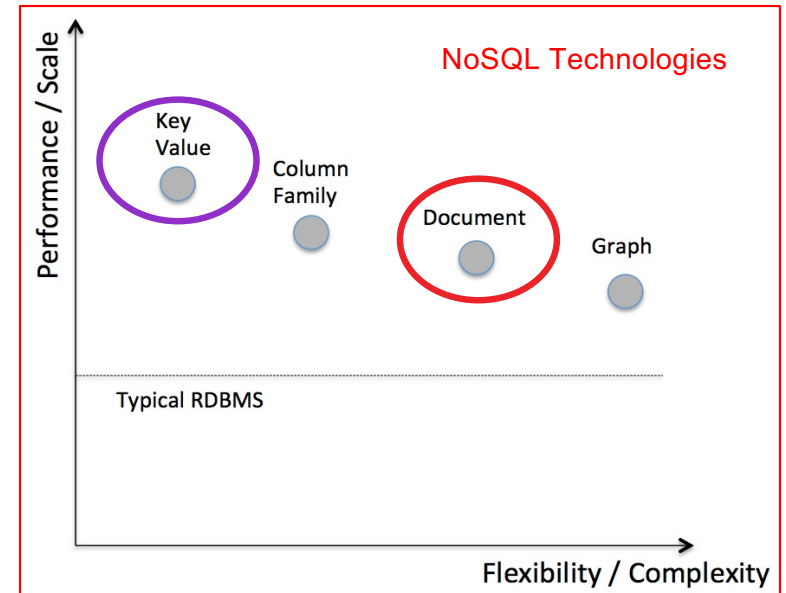 NoSQL Technologies
Performance / Scale
Key
Value
Column
Family
Document
Graph
Typical RDBMS
Flexibility / Complexity